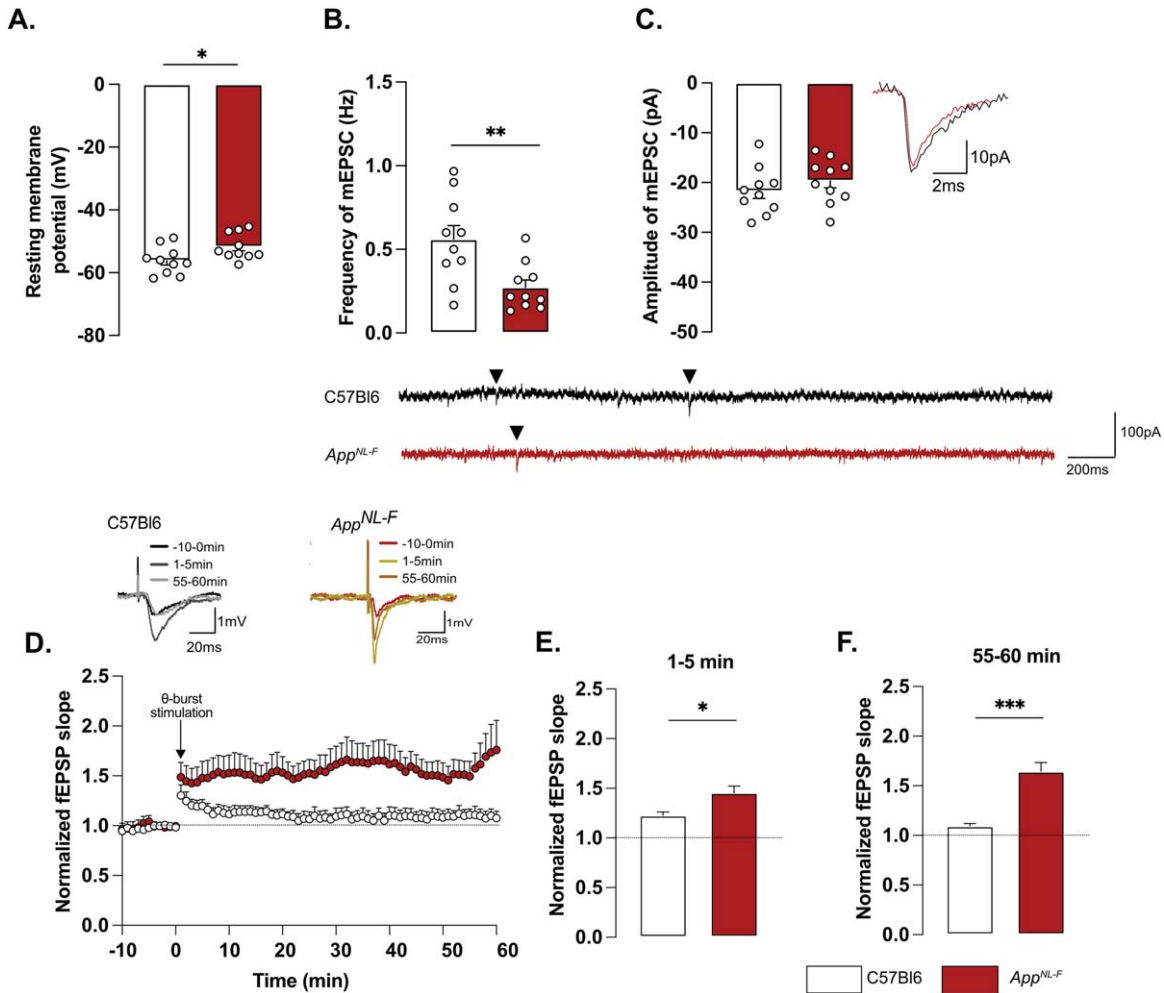 A.
B.
C.
*
0
-20
-40
-60
-80
Resting membrane
potential (mV)
**
1.5
1.0
0.5
0.0
Frequency of mEPSC (Hz)
0
-10
-20
-30
-40
-50
Amplitude of mEPSC (pA)
10pA
2ms
C57Bl6
App^NL-F
100pA
200ms
C57Bl6
-10-0min
1-5min
55-60min
1mV
20ms
App^NL-F
-10-0min
1-5min
55-60min
1mV
20ms
D.
2.5
2.0
1.5
1.0
0.5
0.0
Normalized fEPSP slope
θ-burst
stimulation
-10 0 10 20 30 40 50 60
Time (min)
E.
1-5 min
*
2.5
2.0
1.5
1.0
0.5
0.0
Normalized fEPSP slope
F.
55-60 min
***
2.5
2.0
1.5
1.0
0.5
0.0
Normalized fEPSP slope
C57Bl6
App^NL-F